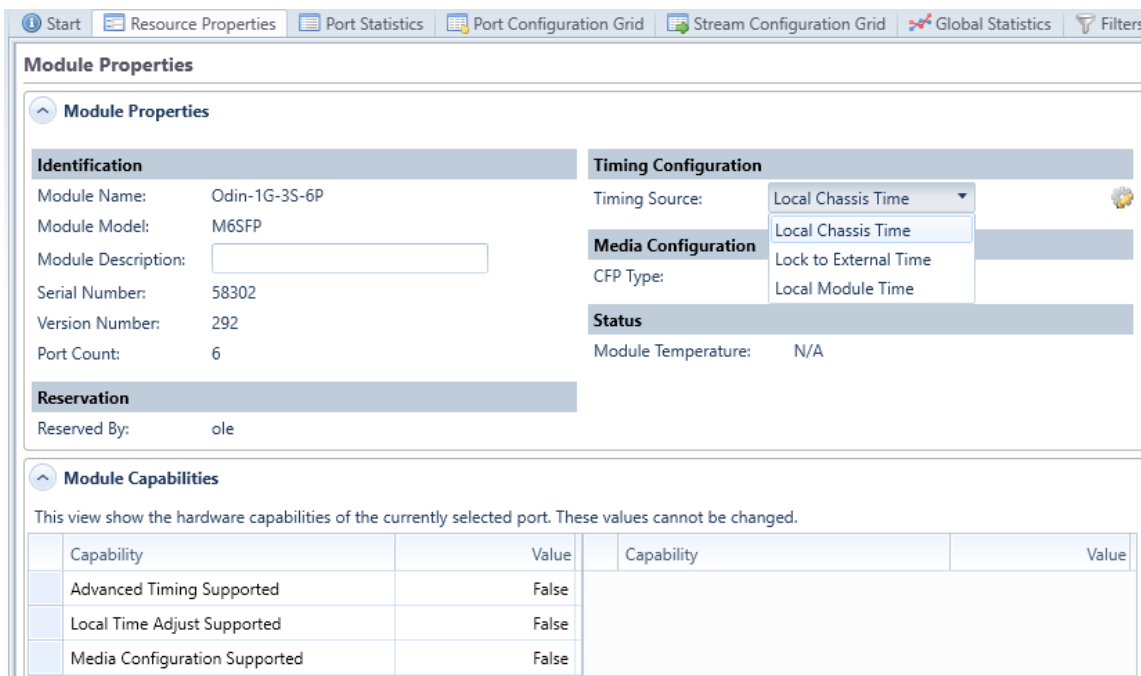 Start Resource Properties Port Statistics Port Configuration Grid Stream Configuration Grid Global Statistics Filters
Module Properties
Module Properties
Identification
Module Name: Odin-1G-3S-6P
Module Model: M6SFP
Module Description:
Serial Number: 58302
Version Number: 292
Port Count: 6
Reservation
Reserved By: ole
Timing Configuration
Timing Source: Local Chassis Time
Local Chassis Time
Lock to External Time
Local Module Time
Media Configuration
CFP Type:
Status
Module Temperature: N/A
Module Capabilities
This view show the hardware capabilities of the currently selected port. These values cannot be changed.
Capability Value Capability Value
Advanced Timing Supported False
Local Time Adjust Supported False
Media Configuration Supported False